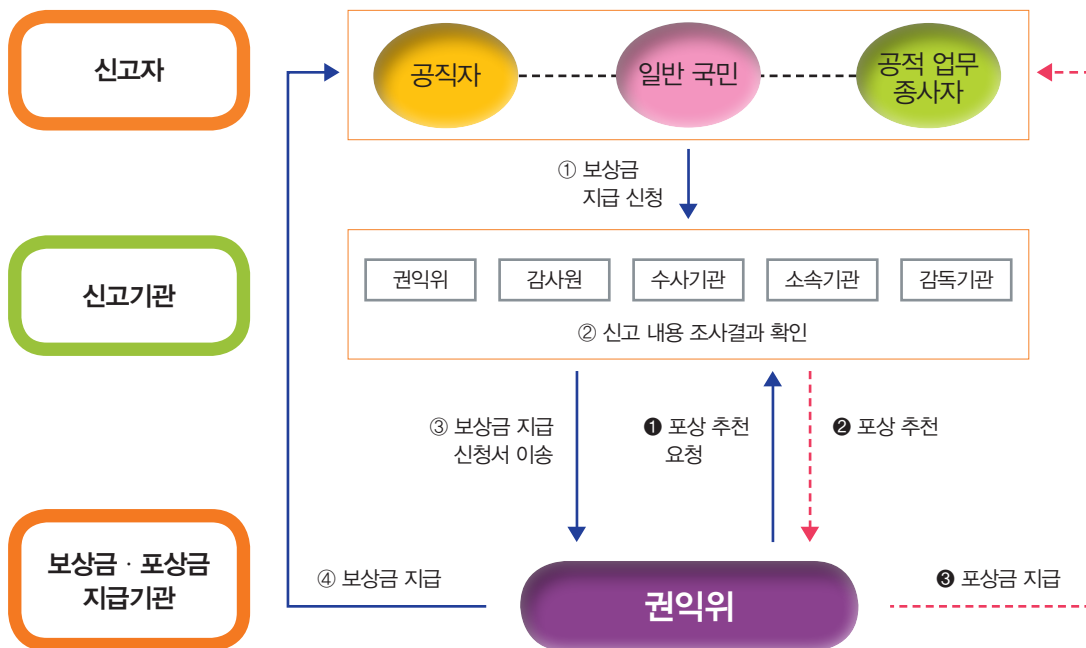 신고자
공직자
일반 국민
공적 업무
종사자
① 보상금
지급 신청
신고기관
권익위
감사원
수사기관
소속기관
감독기관
② 신고 내용 조사결과 확인
③ 보상금 지급
신청서 이송
❶ 포상 추천
요청
❷ 포상 추천
보상금 · 포상금
지급기관
④ 보상금 지급
권익위
❸ 포상금 지급